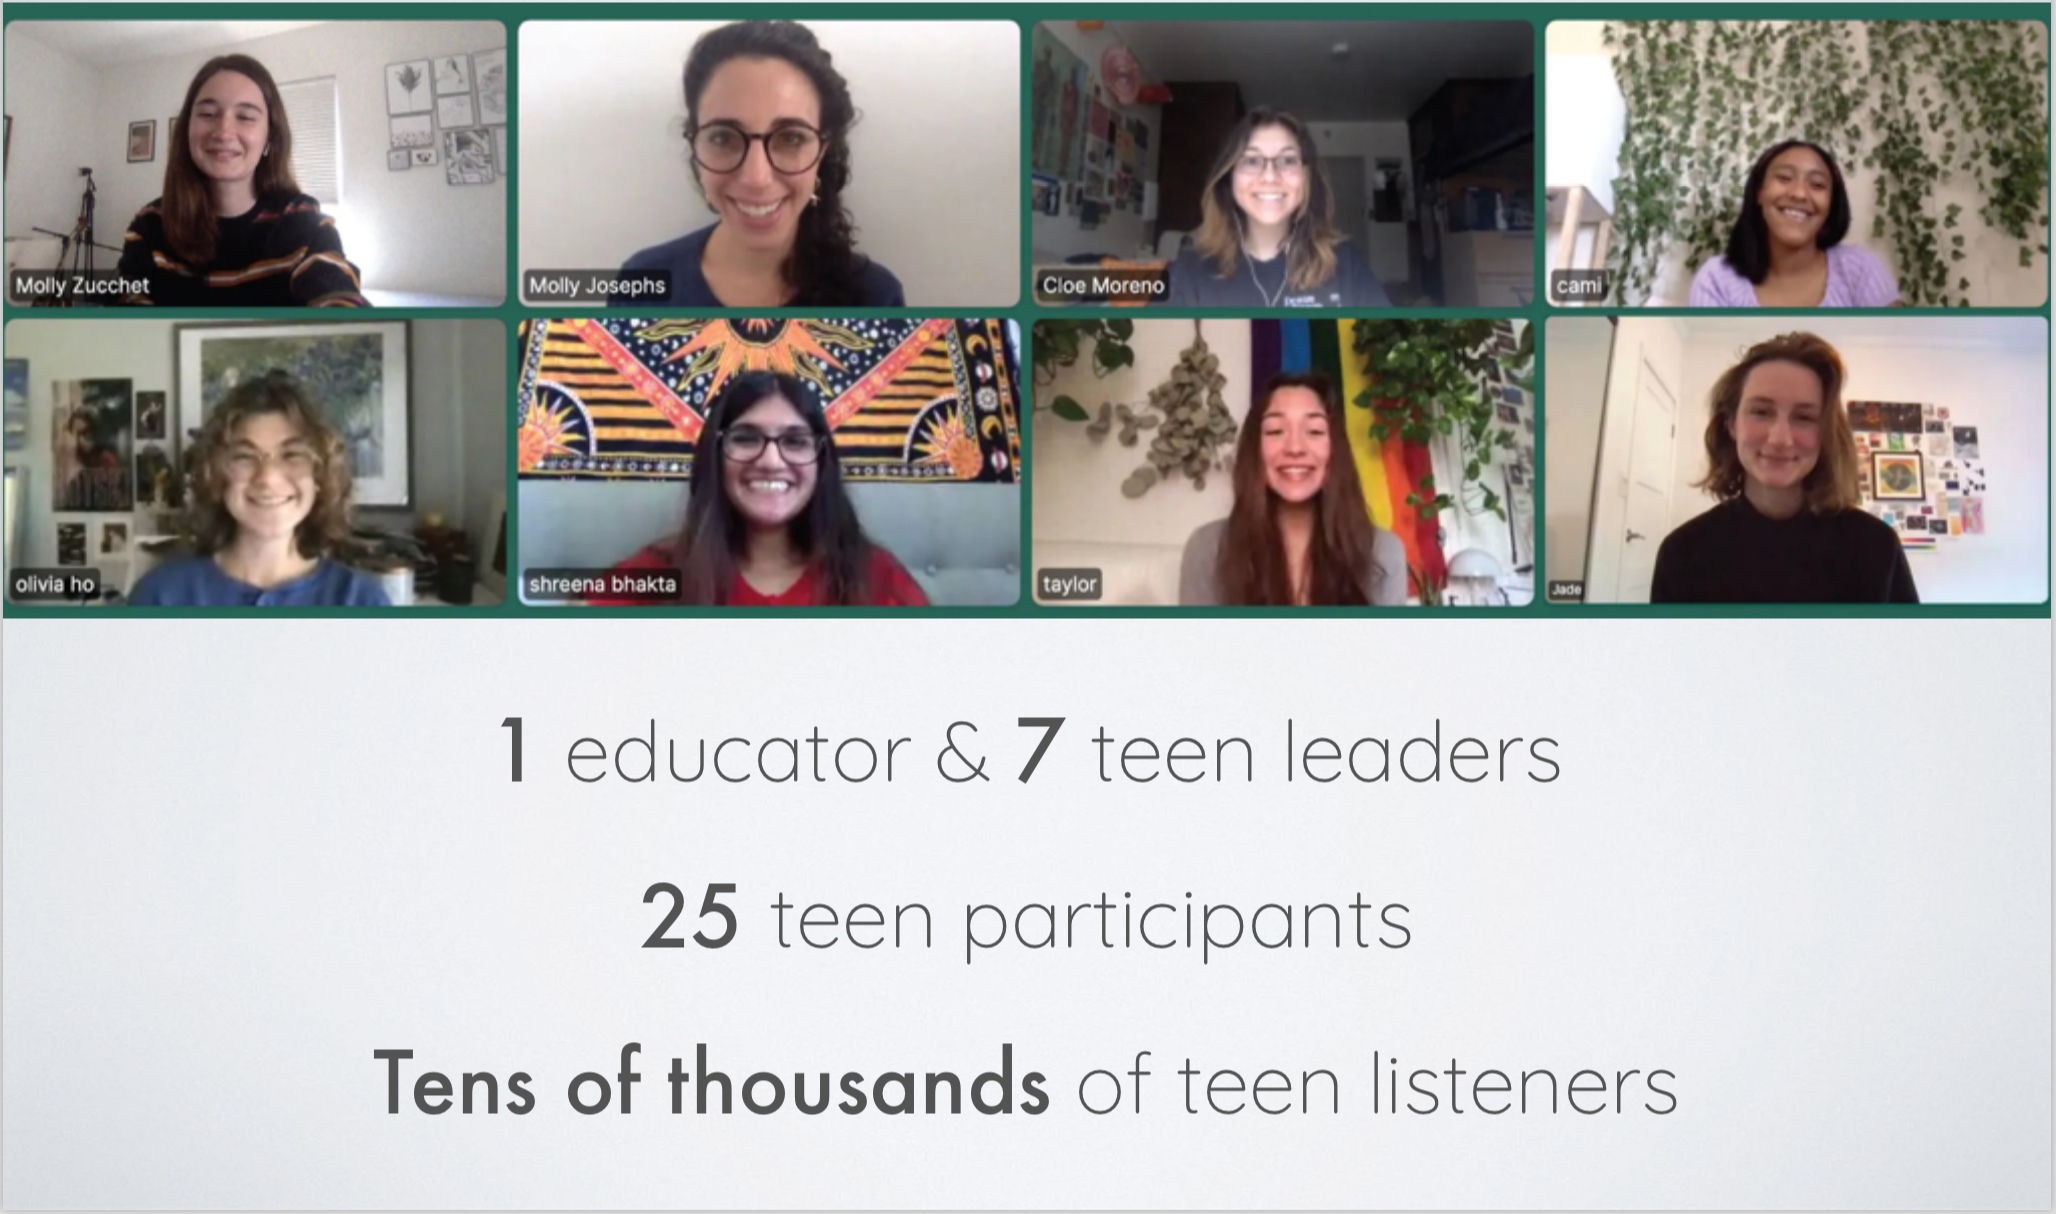 Molly Zucchet
Molly Josephs
Cloe Moreno
cami
olivia ho
shreena bhakta
taylor
Jade
1 educator & 7 teen leaders
25 teen participants
Tens of thousands of teen listeners